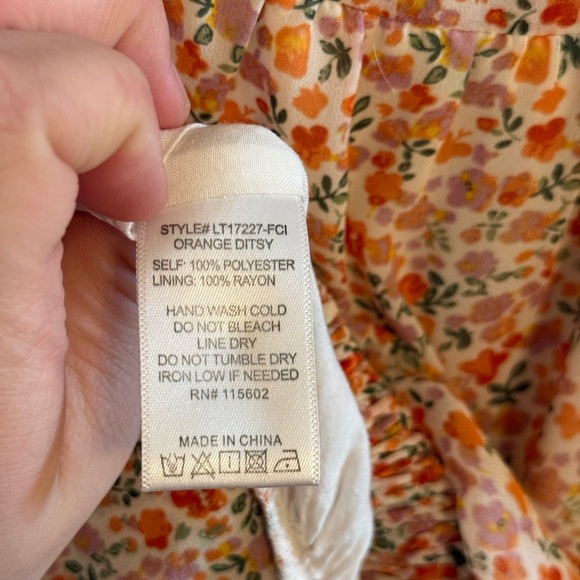 STYLE# LT17227-FCI
ORANGE DITSY
SELF: 100% POLYESTER
LINING: 100% RAYON
HAND WASH COLD
DO NOT BLEACH
LINE DRY
DO NOT TUMBLE DRY
IRON LOW IF NEEDED
RN# 115602
MADE IN CHINA